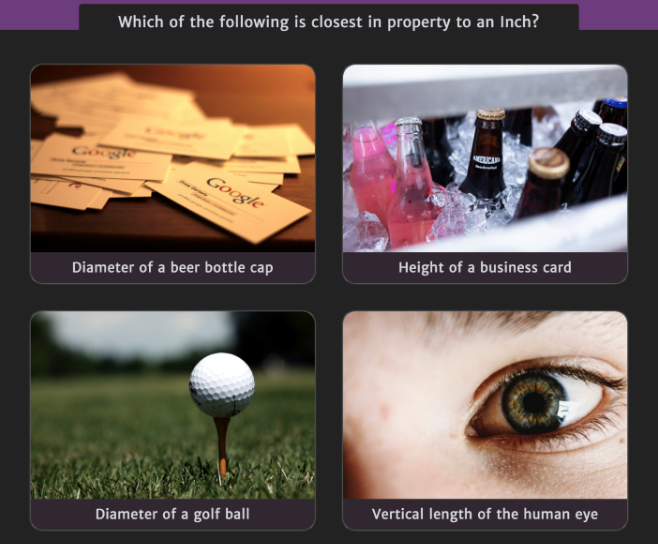 Which of the following is closest in property to an Inch?
Google
Google
AMERICANA
Diameter of a beer bottle cap
Height of a business card
Diameter of a golf ball
Vertical length of the human eye